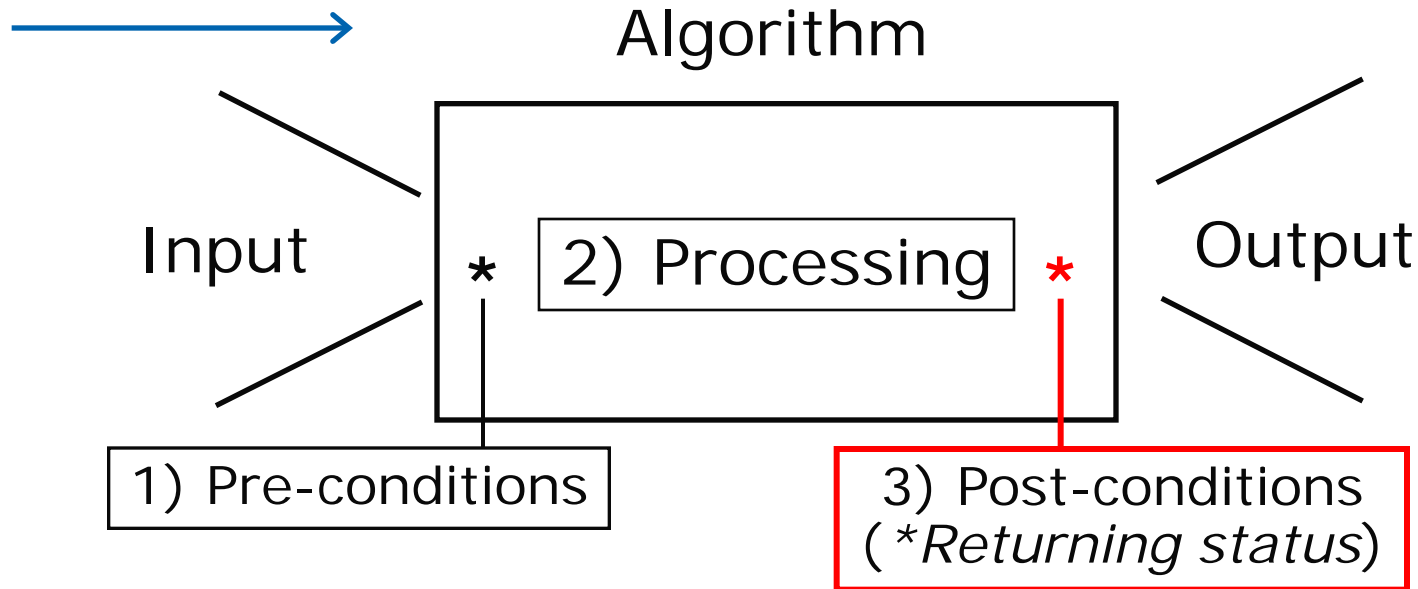 Algorithm
Input
* 2) Processing *
Output
1) Pre-conditions
3) Post-conditions
(*Returning status)